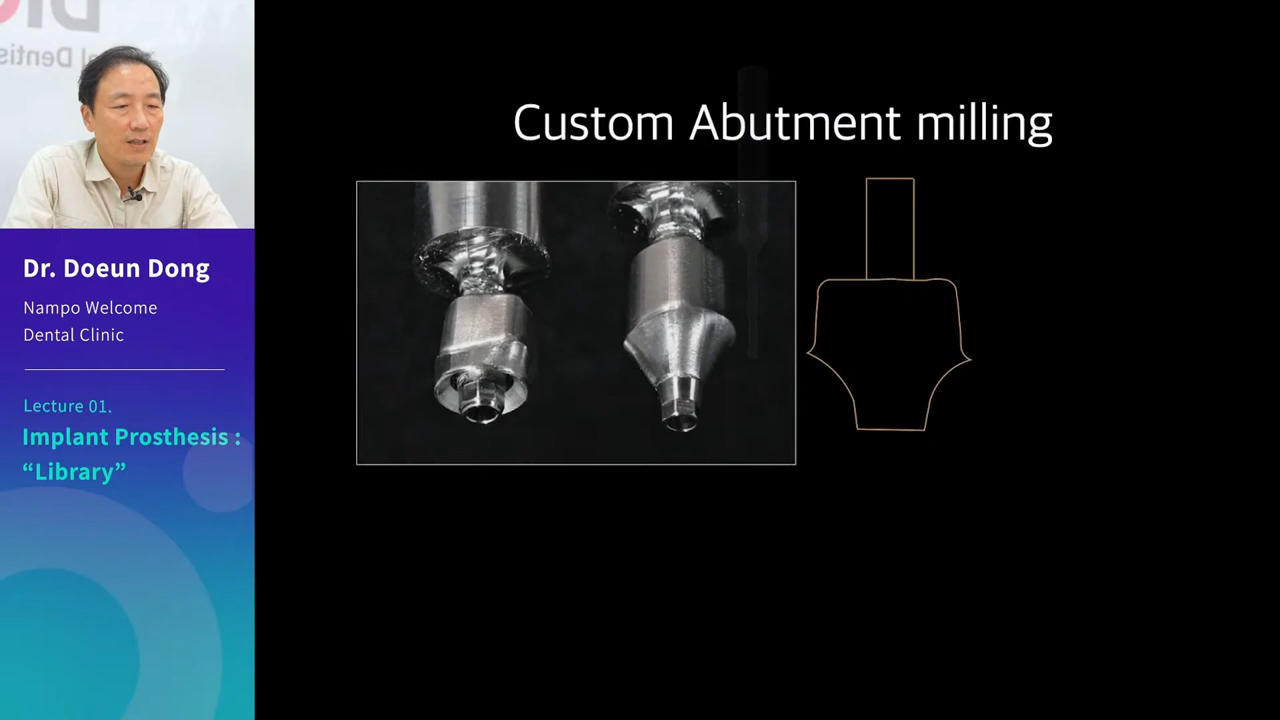 Dr. Doeun Dong
Nampo Welcome
Dental Clinic
Lecture 01.
Implant Prosthesis :
“Library”
Custom Abutment milling